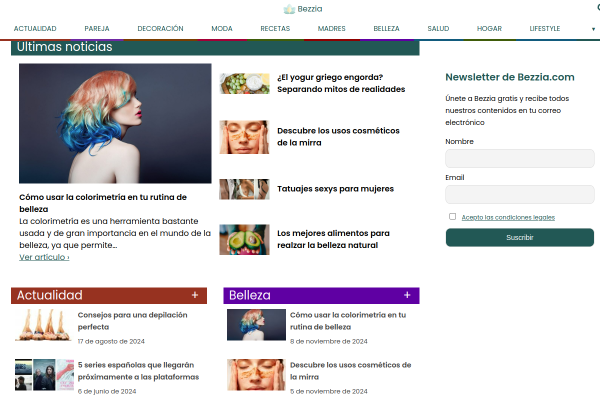 Bezzia
ACTUALIDAD PAREJA DECORACIÓN MODA RECETAS MADRES BELLEZA SALUD HOGAR LIFESTYLE
Últimas noticias
Cómo usar la colorimetría en tu rutina de
belleza
La colorimetría es una herramienta bastante
usada y de gran importancia en el mundo de la
belleza, ya que permite...
Ver artículo ›
¿El yogur griego engorda?
Separando mitos de realidades
Descubre los usos cosméticos
de la mirra
Tatuajes sexys para mujeres
Los mejores alimentos para
realzar la belleza natural
Newsletter de Bezzia.com
Únete a Bezzia gratis y recibe todos
nuestros contenidos en tu correo
electrónico
Nombre
Email
Acepto las condiciones legales
Suscribir
Actualidad +
Consejos para una depilación
perfecta
17 de agosto de 2024
5 series españolas que llegarán
próximamente a las plataformas
6 de junio de 2024
Belleza +
Cómo usar la colorimetría en tu
rutina de belleza
8 de noviembre de 2024
Descubre los usos cosméticos de
la mirra
5 de noviembre de 2024